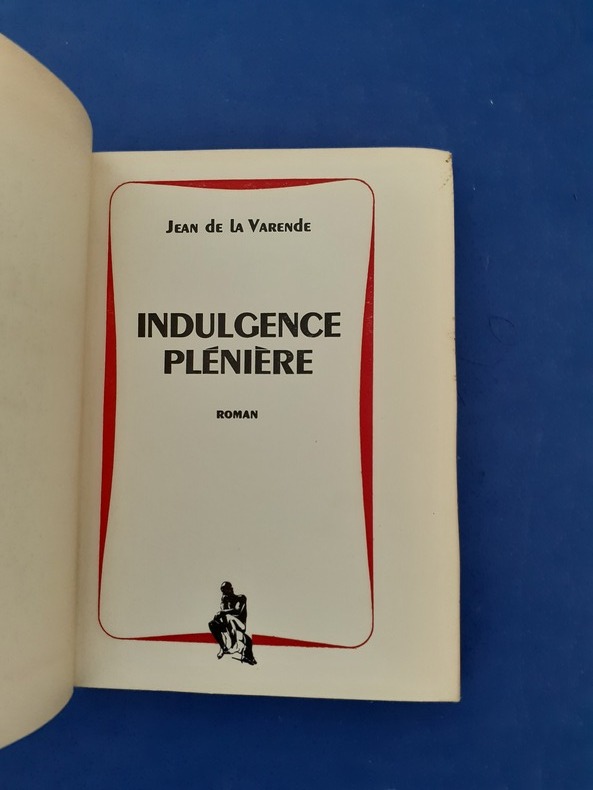 Jean de la Varende
INDULGENCE
PLÉNIÈRE
ROMAN